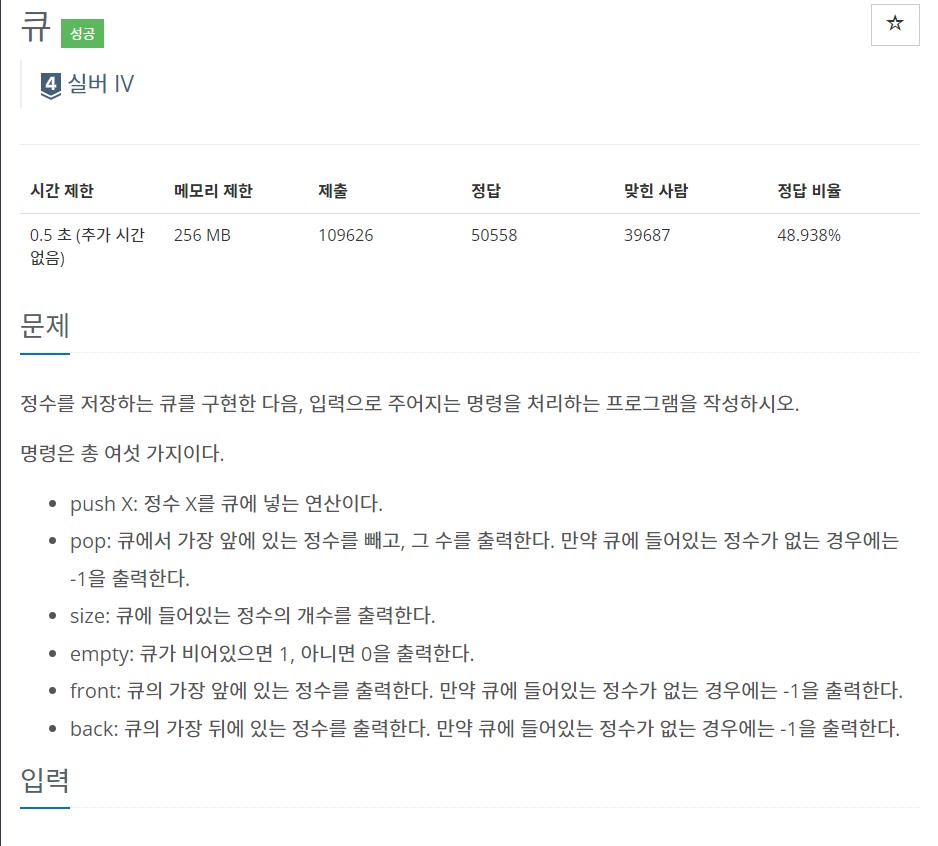 큐 성공
☆
4 실버 IV
시간 제한 메모리 제한 제출 정답 맞힌 사람 정답 비율
0.5 초 (추가 시간 256 MB 109626 50558 39687 48.938%
없음)
문제
정수를 저장하는 큐를 구현한 다음, 입력으로 주어지는 명령을 처리하는 프로그램을 작성하시오.
명령은 총 여섯 가지이다.
• push X: 정수 X를 큐에 넣는 연산이다.
• pop: 큐에서 가장 앞에 있는 정수를 빼고, 그 수를 출력한다. 만약 큐에 들어있는 정수가 없는 경우에는
-1을 출력한다.
• size: 큐에 들어있는 정수의 개수를 출력한다.
• empty: 큐가 비어있으면 1, 아니면 0을 출력한다.
• front: 큐의 가장 앞에 있는 정수를 출력한다. 만약 큐에 들어있는 정수가 없는 경우에는 -1을 출력한다.
• back: 큐의 가장 뒤에 있는 정수를 출력한다. 만약 큐에 들어있는 정수가 없는 경우에는 -1을 출력한다.
입력